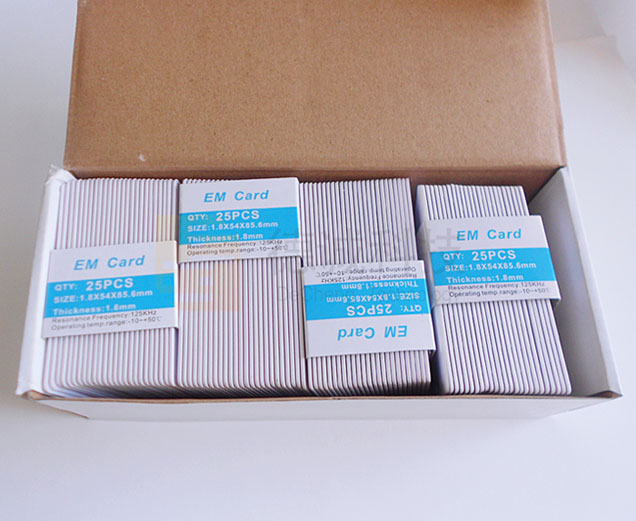 EM Card
QTY: 25PCS
SIZE:1.8X54X85.6mm
Thickness:1.8mm
Resonance Frequency:125KHz
Operating temp.range:-10~+50℃
EM Card
QTY: 25PCS
SIZE:1.8X54X85.6mm
Thickness:1.8mm
Resonance Frequency:125KHz
EM Card
QTY: 25PCS
SIZE:1.8X54X85.6mm
Thickness:1.8mm
Resonance Frequency:125KHz
Operating temp.range:-10~+50℃
EM Card
QTY: 25PCS
SIZE:1.8X54X85.6mm
Thickness:1.8mm
Resonance Frequency:125KHz
Operating temp.range:-10~+50℃